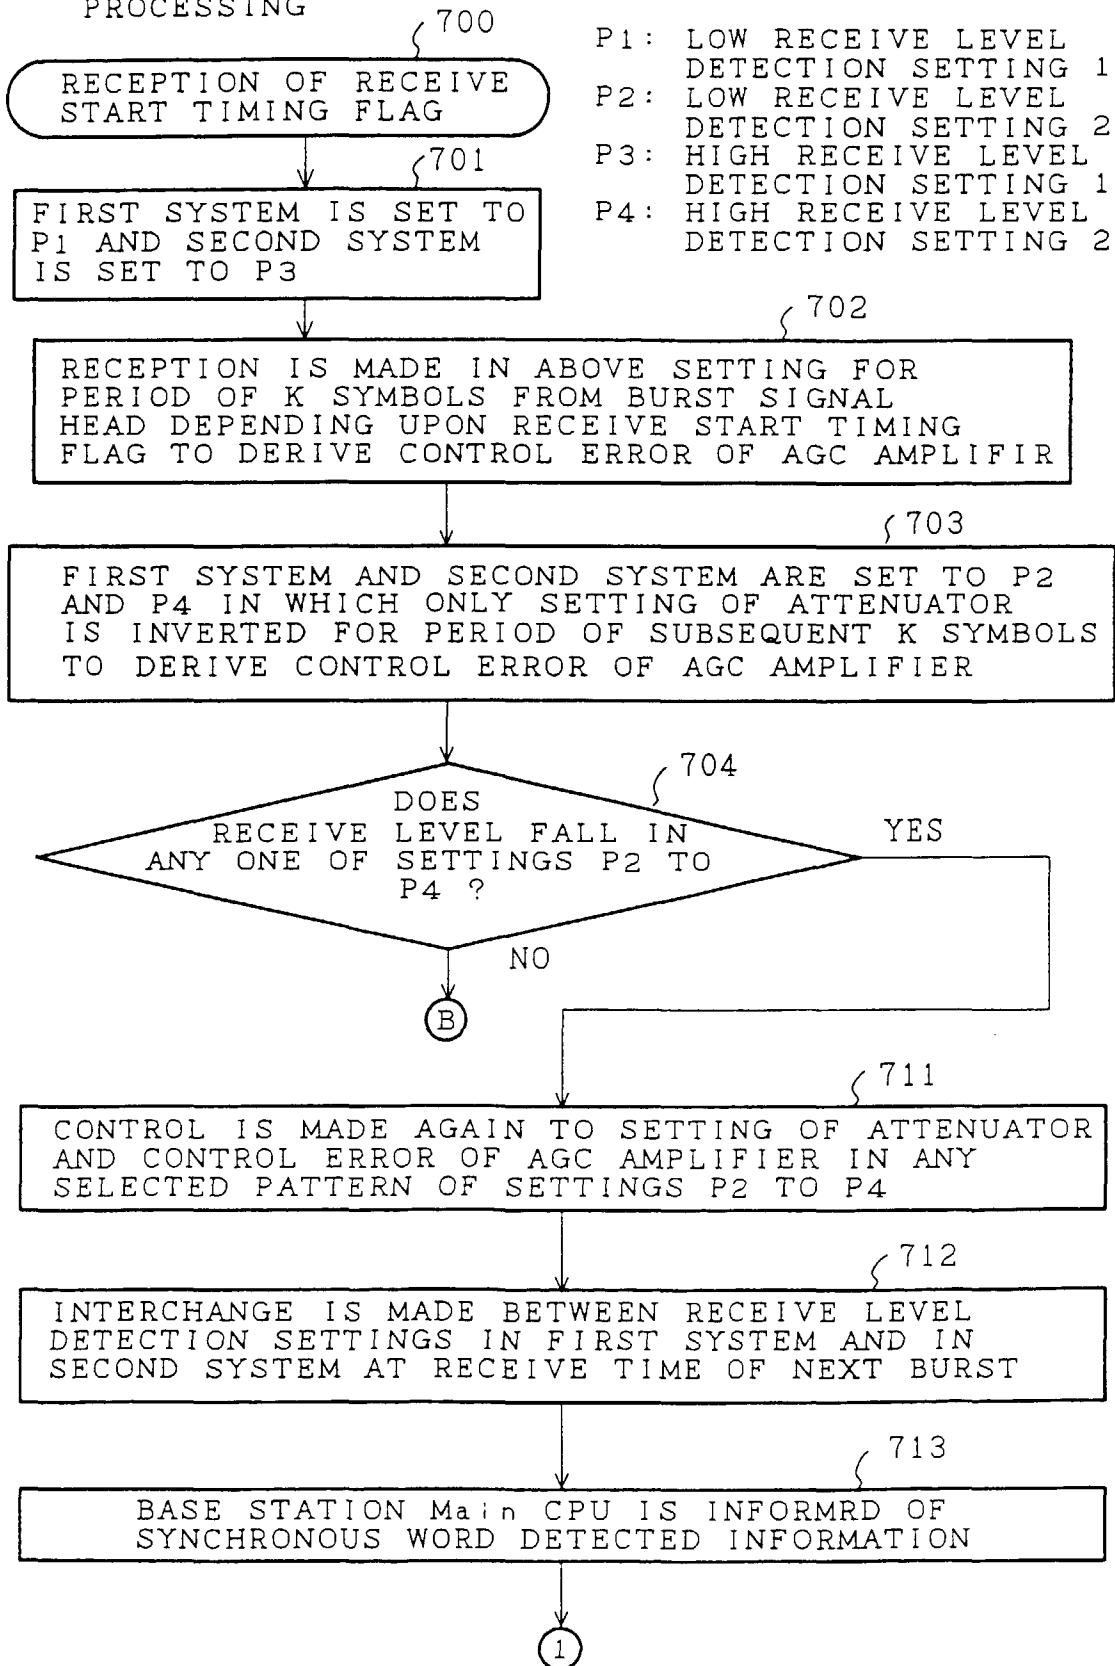 PROCESSING
700
RECEPTION OF RECEIVE
START TIMING FLAG
P1: LOW RECEIVE LEVEL
DETECTION SETTING 1
P2: LOW RECEIVE LEVEL
DETECTION SETTING 2
P3: HIGH RECEIVE LEVEL
DETECTION SETTING 1
P4: HIGH RECEIVE LEVEL
DETECTION SETTING 2
701
FIRST SYSTEM IS SET TO
P1 AND SECOND SYSTEM
IS SET TO P3
702
RECEPTION IS MADE IN ABOVE SETTING FOR
PERIOD OF K SYMBOLS FROM BURST SIGNAL
HEAD DEPENDING UPON RECEIVE START TIMING
FLAG TO DERIVE CONTROL ERROR OF AGC AMPLIFIR
703
FIRST SYSTEM AND SECOND SYSTEM ARE SET TO P2
AND P4 IN WHICH ONLY SETTING OF ATTENUATOR
IS INVERTED FOR PERIOD OF SUBSEQUENT K SYMBOLS
TO DERIVE CONTROL ERROR OF AGC AMPLIFIER
704
DOES
RECEIVE LEVEL FALL IN
ANY ONE OF SETTINGS P2 TO
P4 ?
YES
NO
B
711
CONTROL IS MADE AGAIN TO SETTING OF ATTENUATOR
AND CONTROL ERROR OF AGC AMPLIFIER IN ANY
SELECTED PATTERN OF SETTINGS P2 TO P4
712
INTERCHANGE IS MADE BETWEEN RECEIVE LEVEL
DETECTION SETTINGS IN FIRST SYSTEM AND IN
SECOND SYSTEM AT RECEIVE TIME OF NEXT BURST
713
BASE STATION Main CPU IS INFORMRD OF
SYNCHRONOUS WORD DETECTED INFORMATION
1